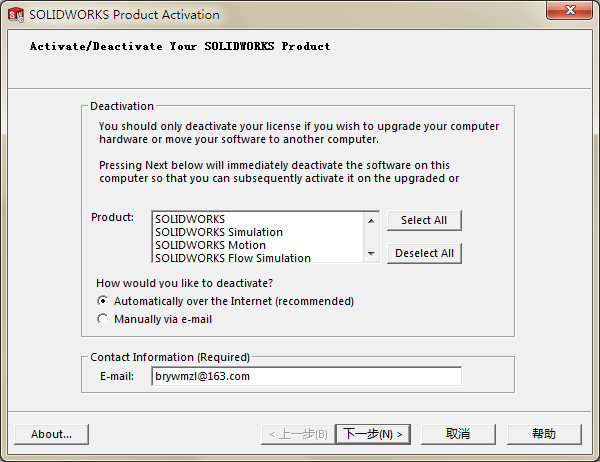 SOLIDWORKS Product Activation
Activate/Deactivate Your SOLIDWORKS Product
Deactivation
You should only deactivate your license if you wish to upgrade your computer
hardware or move your software to another computer.
Pressing Next below will immediately deactivate the software on this
computer so that you can subsequently activate it on the upgraded or
Product:
SOLIDWORKS
SOLIDWORKS Simulation
SOLIDWORKS Motion
SOLIDWORKS Flow Simulation
Select All
Deselect All
How would you like to deactivate?
Automatically over the Internet (recommended)
Manually via e-mail
Contact Information (Required)
E-mail: brywmzl@163.com
About... < 上一步(B) 下一步(N) > 取消 帮助